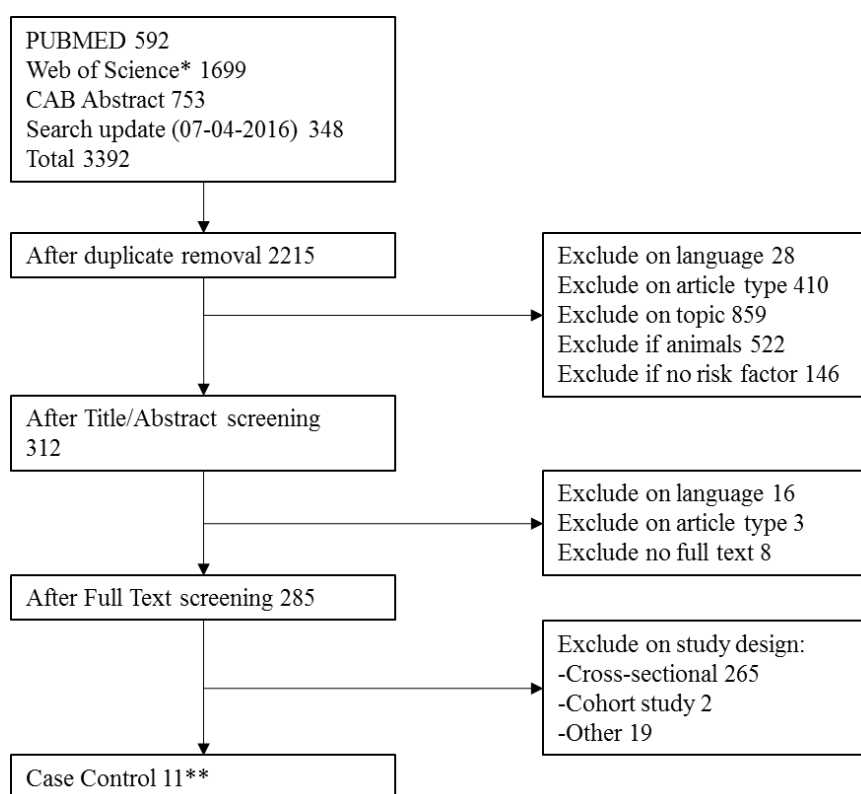 PUBMED 592
Web of Science* 1699
CAB Abstract 753
Search update (07-04-2016) 348
Total 3392
After duplicate removal 2215
Exclude on language 28
Exclude on article type 410
Exclude on topic 859
Exclude if animals 522
Exclude if no risk factor 146
After Title/Abstract screening
312
Exclude on language 16
Exclude on article type 3
Exclude no full text 8
After Full Text screening 285
Exclude on study design:
-Cross-sectional 265
-Cohort study 2
-Other 19
Case Control 11**